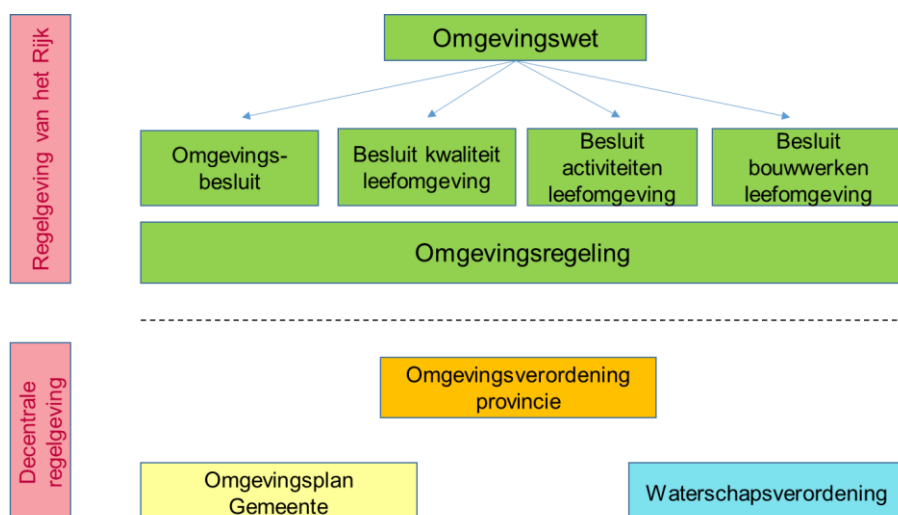 Regelgeving van het Rijk
Omgevingswet
Omgevings-
besluit
Besluit kwaliteit
leefomgeving
Besluit
activiteiten
leefomgeving
Besluit
bouwwerken
leefomgeving
Omgevingsregeling
Decentrale
regelgeving
Omgevingsverordening
provincie
Omgevingsplan
Gemeente
Waterschapsverordening